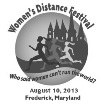 Women's Distance Festival
Who said women can't run the world?
August 10, 2013
Frederick, Maryland